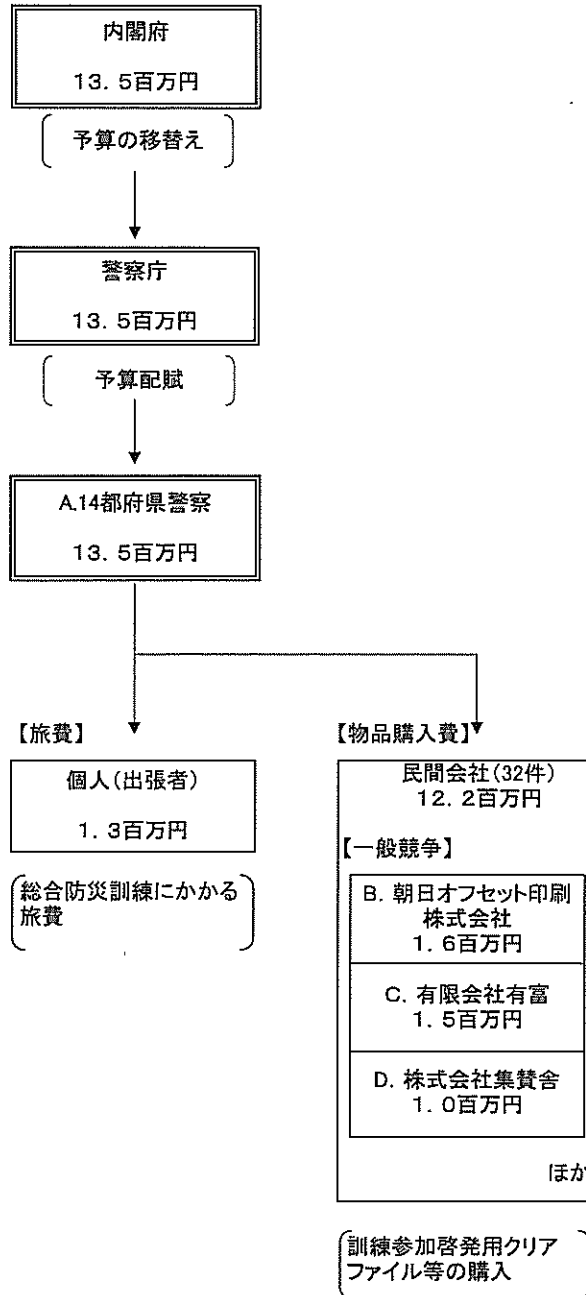 内閣府
13.5百万円
予算の移替え
警察庁
13.5百万円
予算配賦
A.14都府県警察
13.5百万円
【旅費】
個人(出張者)
1.3百万円
総合防災訓練にかかる
旅費
【物品購入費】
民間会社(32件)
12.2百万円
【一般競争】
B. 朝日オフセット印刷
株式会社
1.6百万円
C. 有限会社有富
1.5百万円
D. 株式会社集賛舎
1.0百万円
ほか
訓練参加啓発用クリア
ファイル等の購入